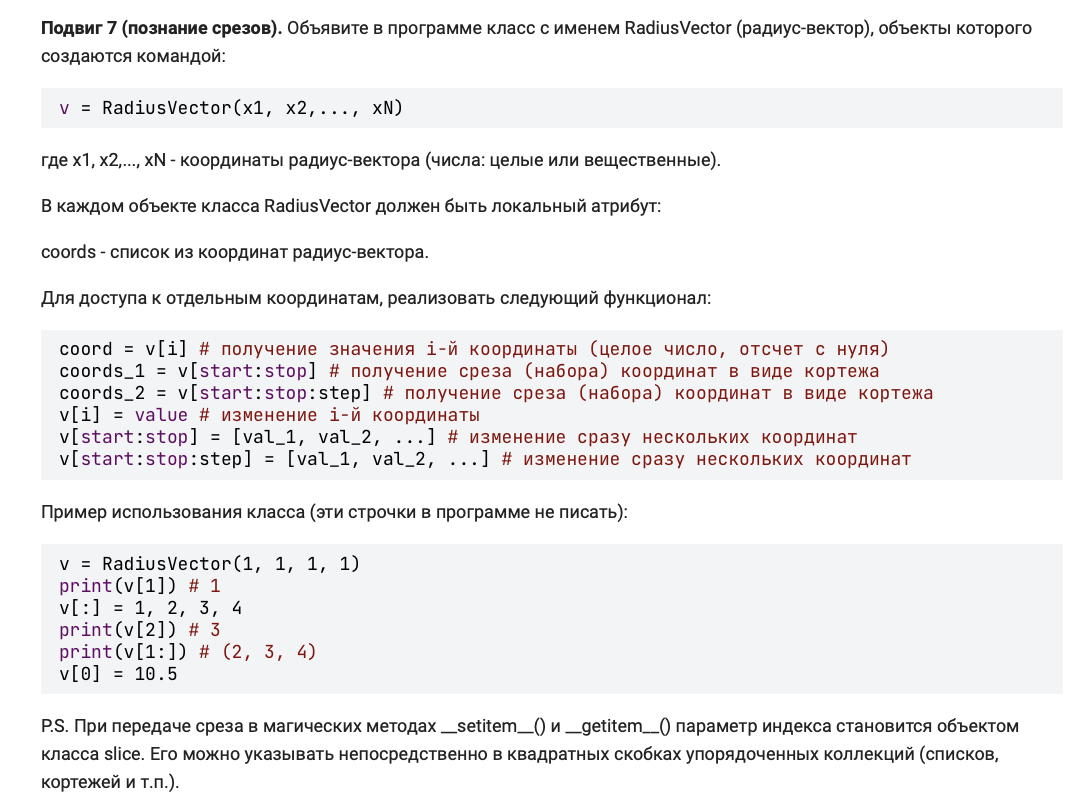 Подвиг 7 (познание срезов). Объявите в программе класс с именем RadiusVector (радиус-вектор), объекты которого
создаются командой:
v = RadiusVector(x1, x2,..., xN)
где x1, x2,..., xN - координаты радиус-вектора (числа: целые или вещественные).
В каждом объекте класса RadiusVector должен быть локальный атрибут:
coords - список из координат радиус-вектора.
Для доступа к отдельным координатам, реализовать следующий функционал:
coord = v[i] # получение значения i-й координаты (целое число, отсчет с нуля)
coords_1 = v[start:stop] # получение среза (набора) координат в виде кортежа
coords_2 = v[start:stop:step] # получение среза (набора) координат в виде кортежа
v[i] = value # изменение i-й координаты
v[start:stop] = [val_1, val_2, ...] # изменение сразу нескольких координат
v[start:stop:step] = [val_1, val_2, ...] # изменение сразу нескольких координат
Пример использования класса (эти строчки в программе не писать):
v = RadiusVector(1, 1, 1, 1)
print(v[1]) # 1
v[:] = 1, 2, 3, 4
print(v[2]) # 3
print(v[1:]) # (2, 3, 4)
v[0] = 10.5
P.S. При передаче среза в магических методах __setitem__() и __getitem__() параметр индекса становится объектом
класса slice. Его можно указывать непосредственно в квадратных скобках упорядоченных коллекций (списков,
кортежей и т.п.).